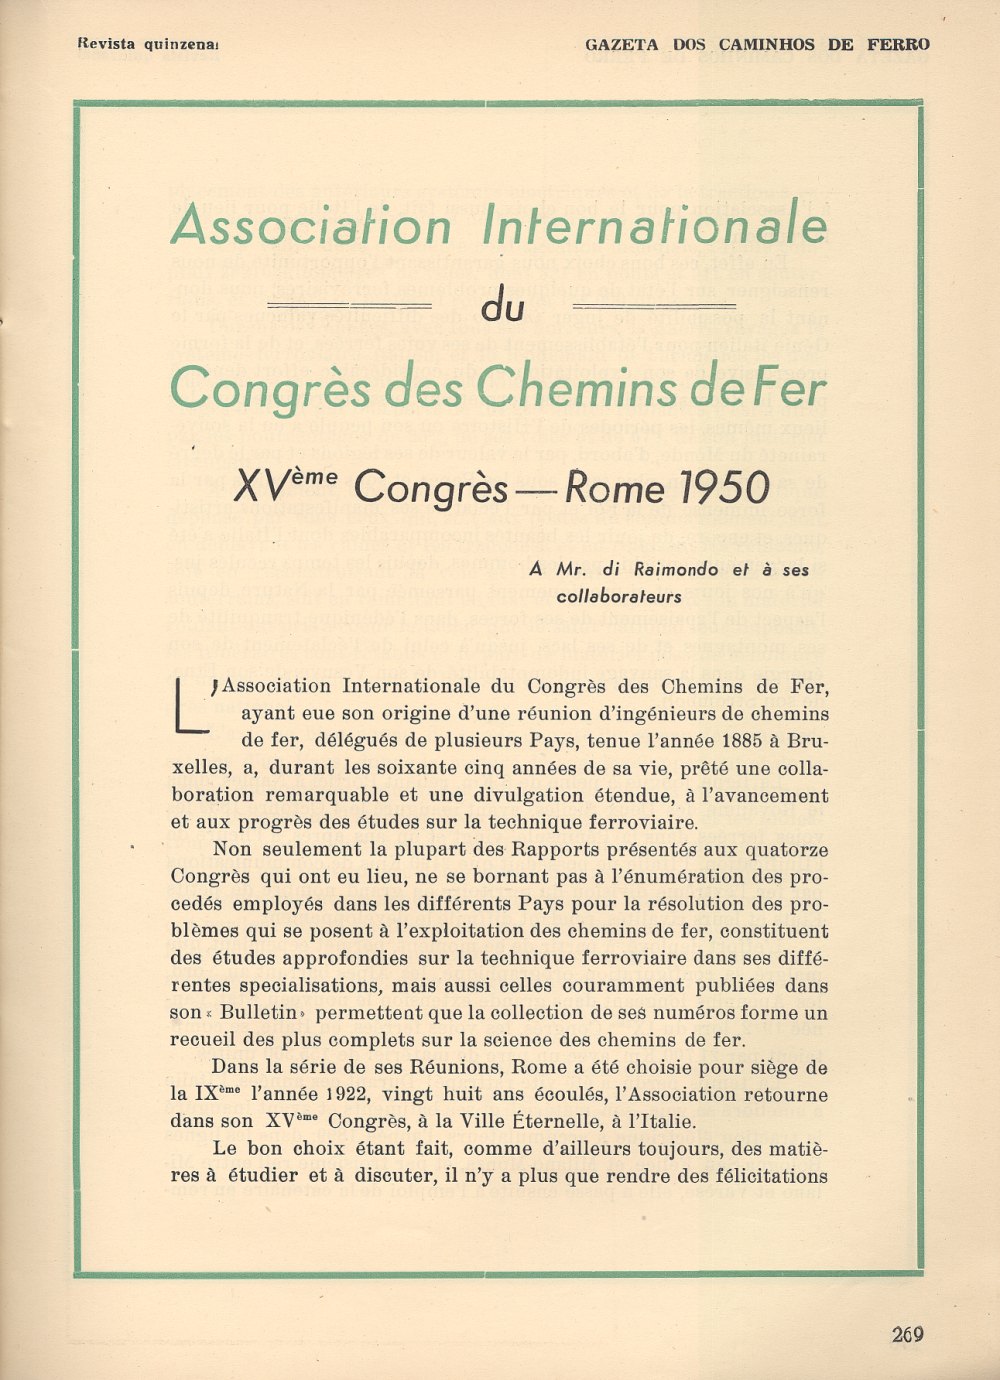 Revista quinzenal
GAZETA DOS CAMINHOS DE FERRO
Association Internationale
du
Congrès des Chemins de Fer
XVème Congrès — Rome 1950
A Mr. di Raimondo et à ses
collaborateurs
L'Association Internationale du Congrès des Chemins de Fer,
ayant eue son origine d'une réunion d'ingénieurs de chemins
de fer, délégués de plusieurs Pays, tenue l'année 1885 à Bru-
xelles, a, durant les soixante cinq années de sa vie, prêté une colla-
boration remarquable et une divulgation étendue, à l'avancement
et aux progrès des études sur la technique ferroviaire.
Non seulement la plupart des Rapports présentés aux quatorze
Congrès qui ont eu lieu, ne se bornant pas à l'énumération des pro-
cedés employés dans les différents Pays pour la résolution des pro-
blèmes qui se posent à l'exploitation des chemins de fer, constituent
des études approfondies sur la technique ferroviaire dans ses diffé-
rentes specialisations, mais aussi celles couramment publiées dans
son « Bulletin » permettent que la collection de ses numéros forme un
recueil des plus complets sur la science des chemins de fer.
Dans la série de ses Réunions, Rome a été choisie pour siège de
la IXème l'année 1922, vingt huit ans écoulés, l'Association retourne
dans son XVème Congrès, à la Ville Éternelle, à l'Italie.
Le bon choix étant fait, comme d'ailleurs toujours, des matiè-
res à étudier et à discuter, il n'y a plus que rendre des félicitations
269